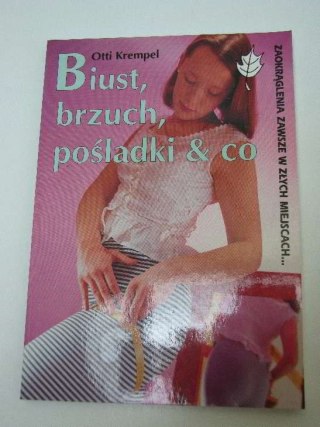 Otti Krempel
Biust,
brzuch,
pośladki & co
ZAOKRĄGLENIA ZAWSZE W ZŁYCH MIEJSCACH...